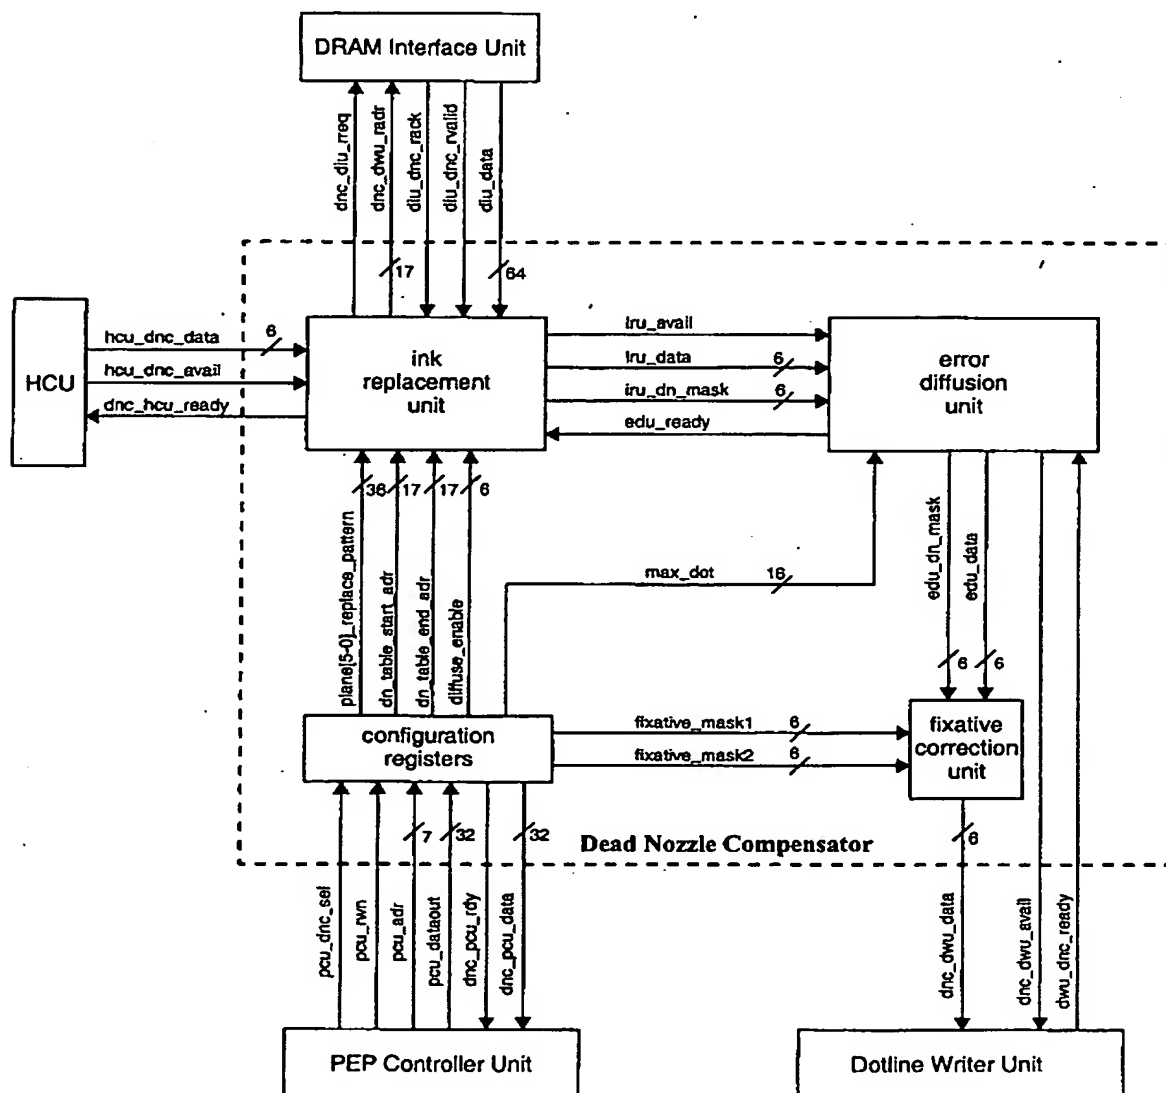 DRAM Interface Unit
dnc_diu_rreq
dnc_dwu_radr
diu_dnc_rack
diu_dnc_rvalid
diu_data
17
64
HCU
hcu_dnc_data
6
hcu_dnc_avail
dnc_hcu_ready
ink
replacement
unit
iru_avail
iru_data
6
iru_dn_mask
6
edu_ready
error
diffusion
unit
36
17
17
6
plane[5-0]_replace_pattern
dn_table_start_adr
dn_table_end_adr
diffuse_enable
max_dot
16
edu_dn_mask
edu_data
6
6
configuration
registers
fixative_mask1
6
fixative_mask2
6
fixative
correction
unit
7
32
32
Dead Nozzle Compensator
6
pcu_dnc_sel
pcu_rwn
pcu_adr
pcu_dataout
dnc_pcu_rdy
dnc_pcu_data
dnc_dwu_data
dnc_dwu_avail
dwu_dnc_ready
PEP Controller Unit
Dotline Writer Unit